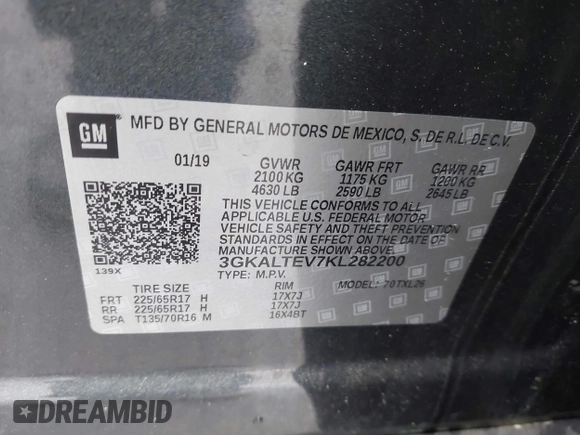 GM
MFD BY GENERAL MOTORS DE MEXICO, S. DE R.L. DE C.V.
01/19 GVWR GAWR FRT GAWR RR
2100 KG 1175 KG 1200 KG
4630 LB 2590 LB 2645 LB
THIS VEHICLE CONFORMS TO ALL
APPLICABLE U.S. FEDERAL MOTOR
VEHICLE SAFETY AND THEFT PREVENTION
STANDARDS IN EFFECT ON THE DATE OF
MANUFACTURE SHOWN ABOVE.
3GKALTEV7KL282200
139X
TYPE: M.P.V. MODEL: 70TXL26
TIRE SIZE RIM
FRT 225/65R17 H 17X7J
RR 225/65R17 H 17X7J
SPA T135/70R16 M 16X4BT
DREAMBID